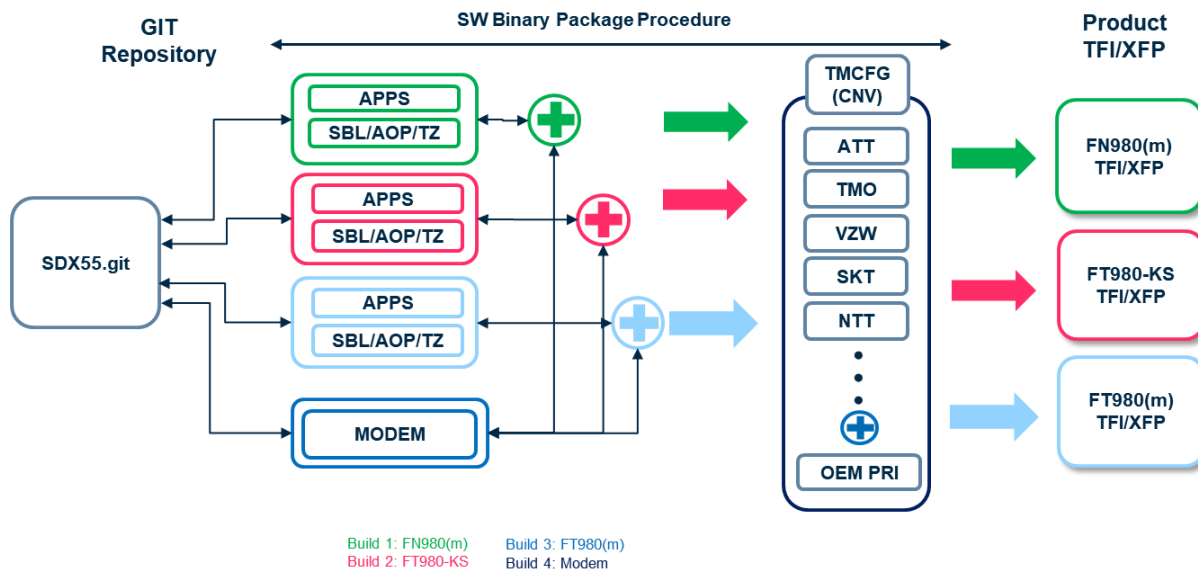 GIT
Repository
SW Binary Package Procedure
Product
TFI/XFP
SDX55.git
APPS
SBL/AOP/TZ
APPS
SBL/AOP/TZ
APPS
SBL/AOP/TZ
MODEM
TMCFG
(CNV)
ATT
TMO
VZW
SKT
NTT
OEM PRI
FN980(m)
TFI/XFP
FT980-KS
TFI/XFP
FT980(m)
TFI/XFP
Build 1: FN980(m)
Build 2: FT980-KS
Build 3: FT980(m)
Build 4: Modem